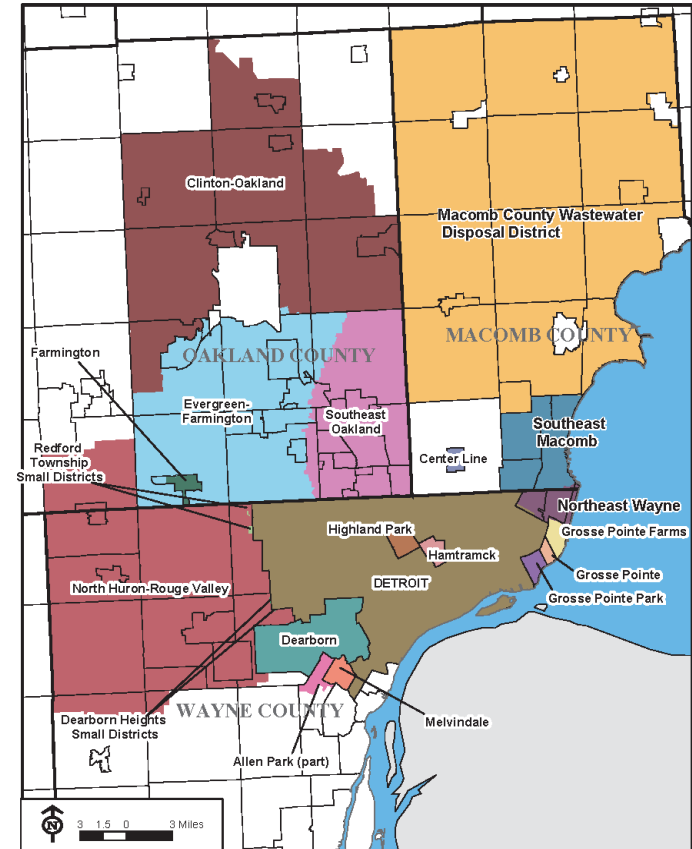 Clinton-Oakland
Macomb County Wastewater
Disposal District
MACOMB COUNTY
Farmington
OAKLAND COUNTY
Evergreen-
Farmington
Southeast
Oakland
Southeast
Macomb
Redford
Township
Small Districts
Center Line
Northeast Wayne
Highland Park
Grosse Pointe Farms
Hamtramck
Grosse Pointe
DETROIT
North Huron-Rouge Valley
Grosse Pointe Park
Dearborn
Dearborn Heights
Small Districts
WAYNE COUNTY
Melvindale
Allen Park (part)
N
3 1.5 0 3 Miles